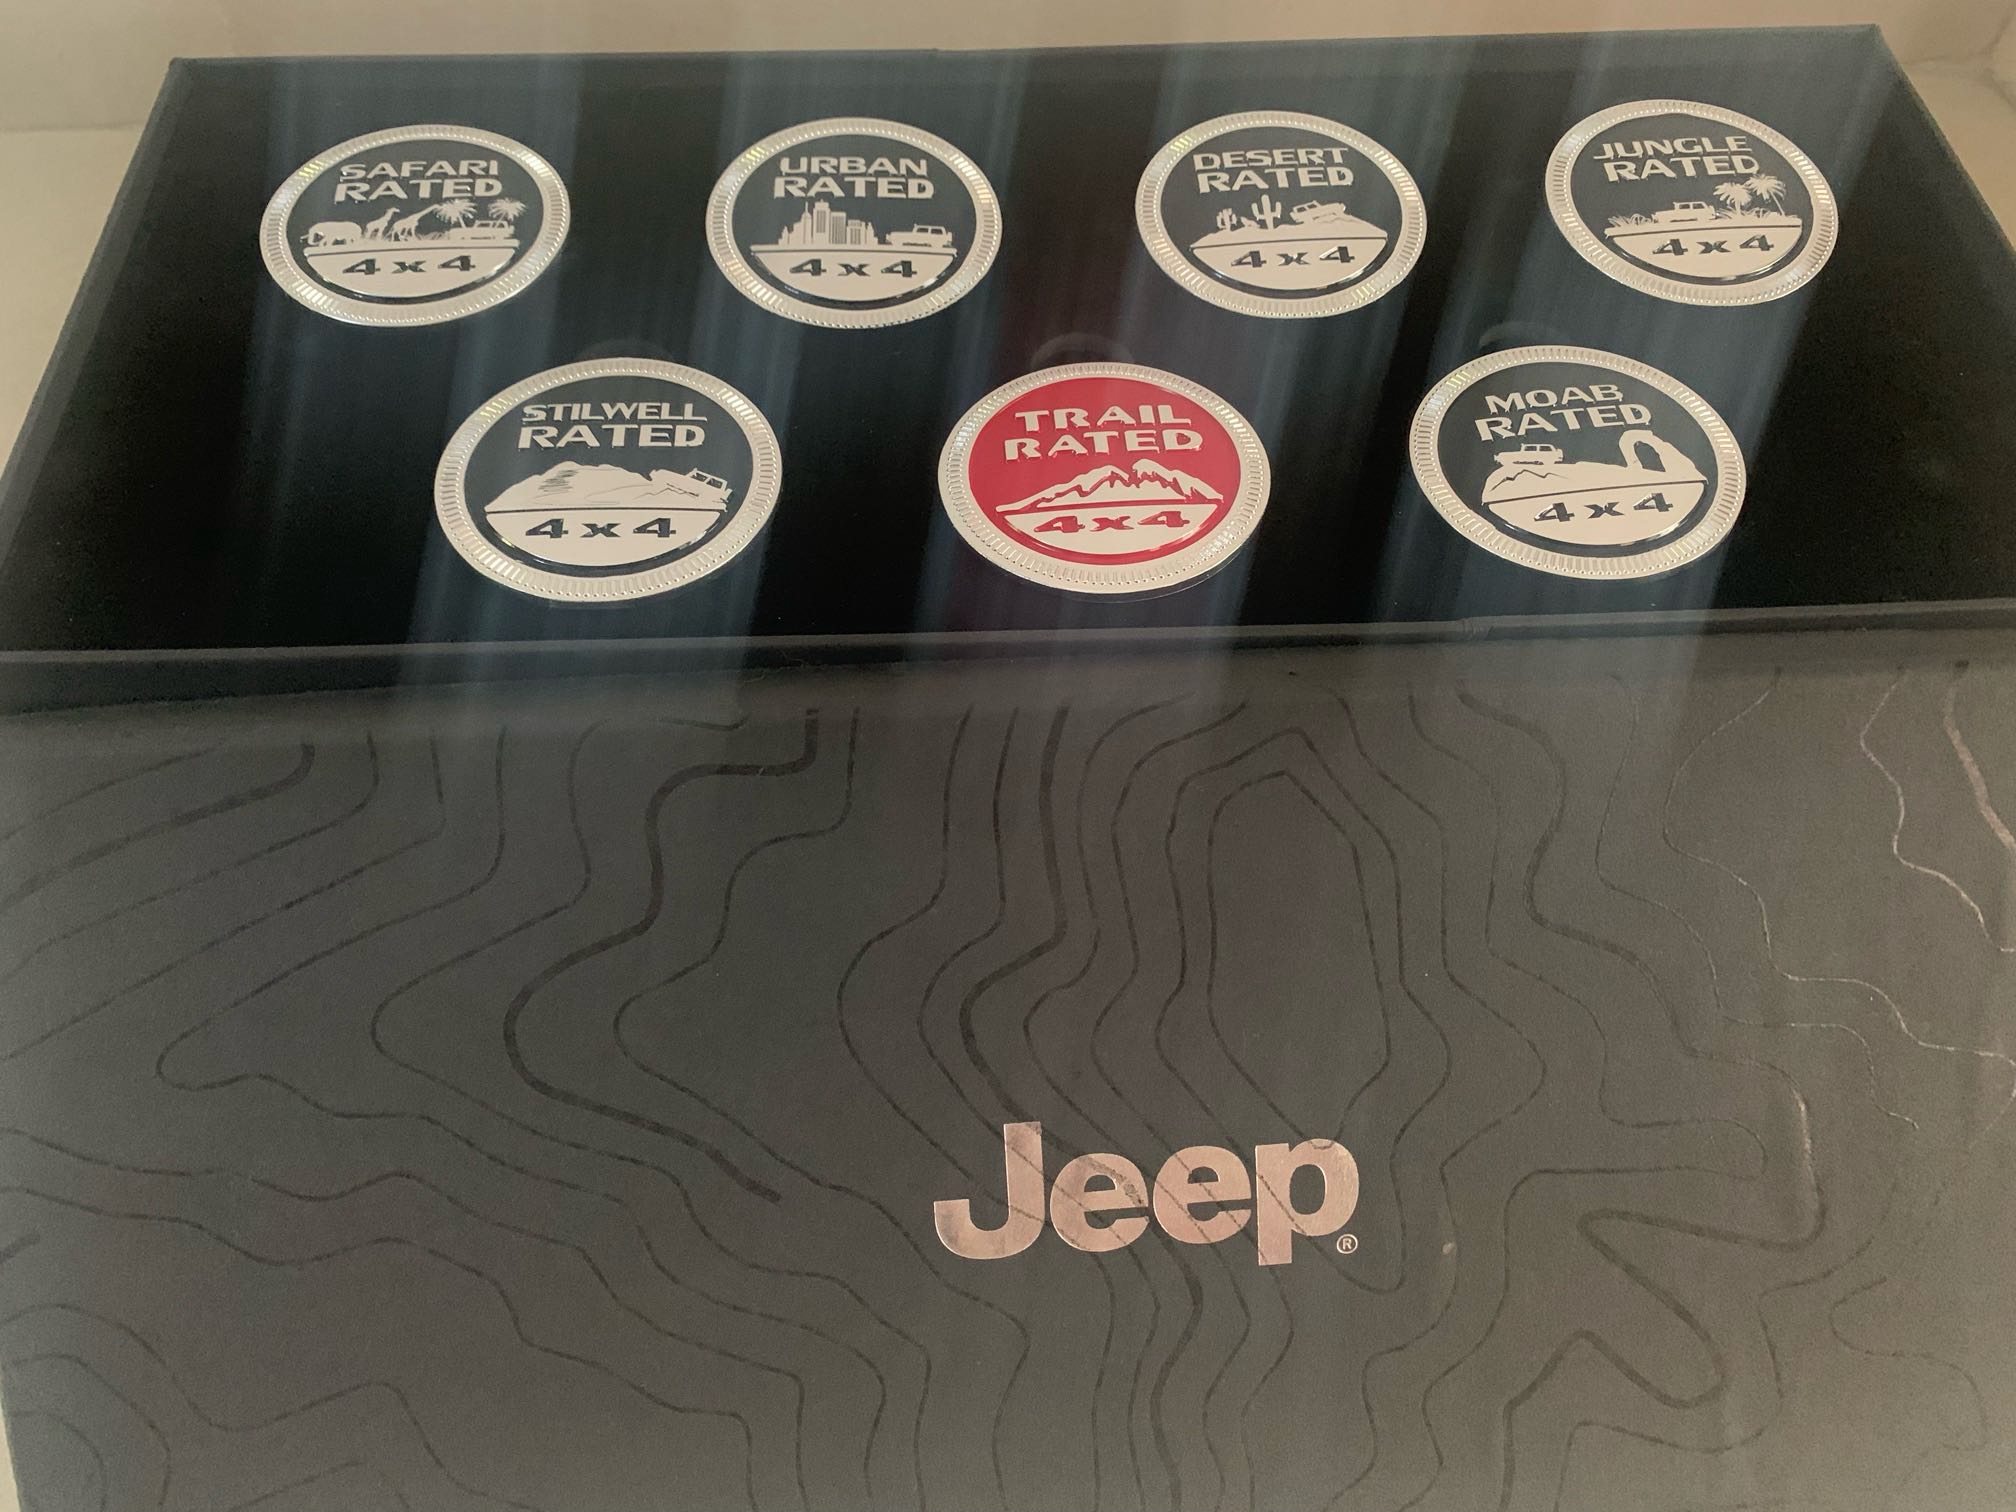 SAFARI
RATED
4x4
URBAN
RATED
4x4
DESERT
RATED
4x4
JUNGLE
RATED
4x4
STILWELL
RATED
4x4
TRAIL
RATED
4x4
MOAB
RATED
4x4
Jeep®